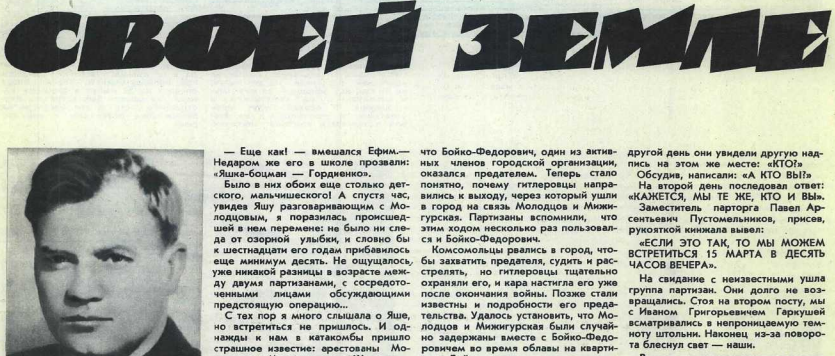 СВОЕЙ ЗЕМЛЕ
— Еще как! — вмешался Ефим.—
Недаром же его в школе прозвали:
«Яшка-боцман — Гордиенко».
Было в них обоих еще столько дет-
ского, мальчишеского! А спустя час,
увидев Яшу разговаривающим с Мо-
лодцовым, я поразилась происшед-
шей в нем перемене: не было ни сле-
да от озорной улыбки, и словно бы
к шестнадцати его годам прибавилось
еще минимум десять. Не ощущалось
уже никакой разницы в возрасте меж-
ду двумя партизанами, с сосредото-
ченными лицами обсуждающими
предстоящую операцию...
С тех пор я много слышала о Яше,
но встретиться не пришлось. И од-
нажды к нам в катакомбы пришло
страшное известие: арестованы Мо-
что Бойко-Федорович, один из актив-
ных членов городской организации,
оказался предателем. Теперь стало
понятно, почему гитлеровцы направи-
лись к выходу, через который ушли
в город на связь Молодцов и Межи-
гурская. Партизаны вспомнили, что
этим ходом несколько раз пользовал-
ся и Бойко-Федорович.
Комсомольцы рвались в город, что-
бы захватить предателя, судить и рас-
стрелять, но гитлеровцы тщательно
охраняли его, и кара настигла его уже
после окончания войны. Позже стали
известны и подробности его преда-
тельства. Удалось установить, что Мо-
лодцов и Межигурская были случай-
но задержаны вместе с Бойко-Федо-
ровичем во время облавы на кварти-
другой день они увидели другую над-
пись на этом же месте: «КТО?»
Обсудив, написали: «А КТО ВЫ?»
На второй день последовал ответ:
«КАЖЕТСЯ, МЫ ТЕ ЖЕ, КТО И ВЫ».
Заместитель парторга Павел Ар-
сентьевич Пустомельников, присев,
рукояткой кинжала вывел:
«ЕСЛИ ЭТО ТАК, ТО МЫ МОЖЕМ
ВСТРЕТИТЬСЯ 15 МАРТА В ДЕСЯТЬ
ЧАСОВ ВЕЧЕРА».
На свидание с неизвестными ушла
группа партизан. Они долго не воз-
вращались. Стоя на втором посту, мы
с Иваном Григорьевичем Гаркушей
всматривались в непроницаемую тем-
ноту штольни. Наконец из-за поворо-
та блеснул свет — наши.